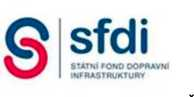 sfdi
STÁTNÍ FOND DOPRAVNÍ
INFRASTRUKTURY